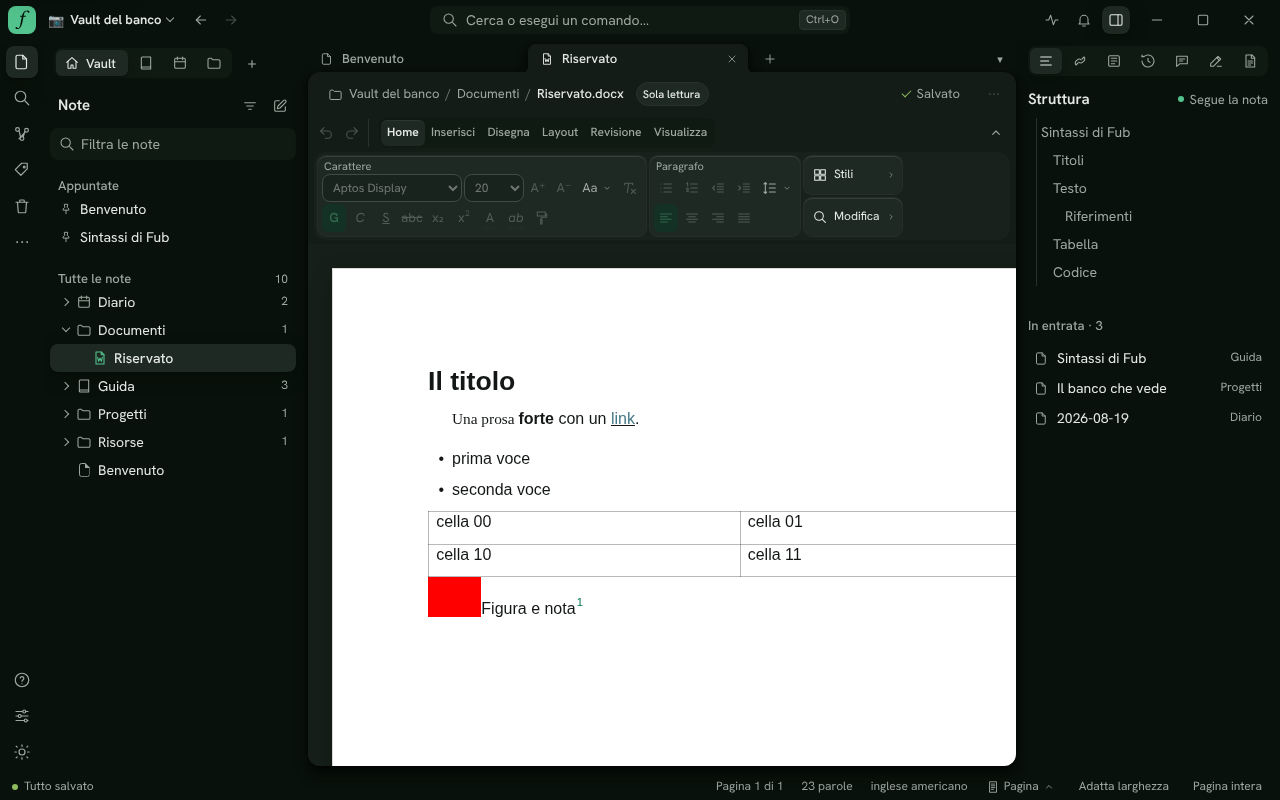 Vault del banco
Cerca o esegui un comando...
Ctrl+O
Vault
Benvenuto
Riservato
Note
Filtra le note
Appuntate
Benvenuto
Sintassi di Fub
Tutte le note 10
Diario 2
Documenti 1
Riservato
Guida 3
Progetti 1
Risorse 1
Benvenuto
Vault del banco / Documenti / Riservato.docx
Sola lettura
Salvato
Home Inserisci Disegna Layout Revisione Visualizza
Carattere
Aptos Display 20 A+ A− Aa Tx
G C S abc x₂ x² A ab
Paragrafo
Stili
Modifica
Il titolo
Una prosa forte con un link.
• prima voce
• seconda voce
cella 00 cella 01
cella 10 cella 11
Figura e nota1
Struttura
Segue la nota
Sintassi di Fub
Titoli
Testo
Riferimenti
Tabella
Codice
In entrata · 3
Sintassi di Fub Guida
Il banco che vede Progetti
2026-08-19 Diario
Tutto salvato
Pagina 1 di 1 23 parole inglese americano Pagina Adatta larghezza Pagina intera